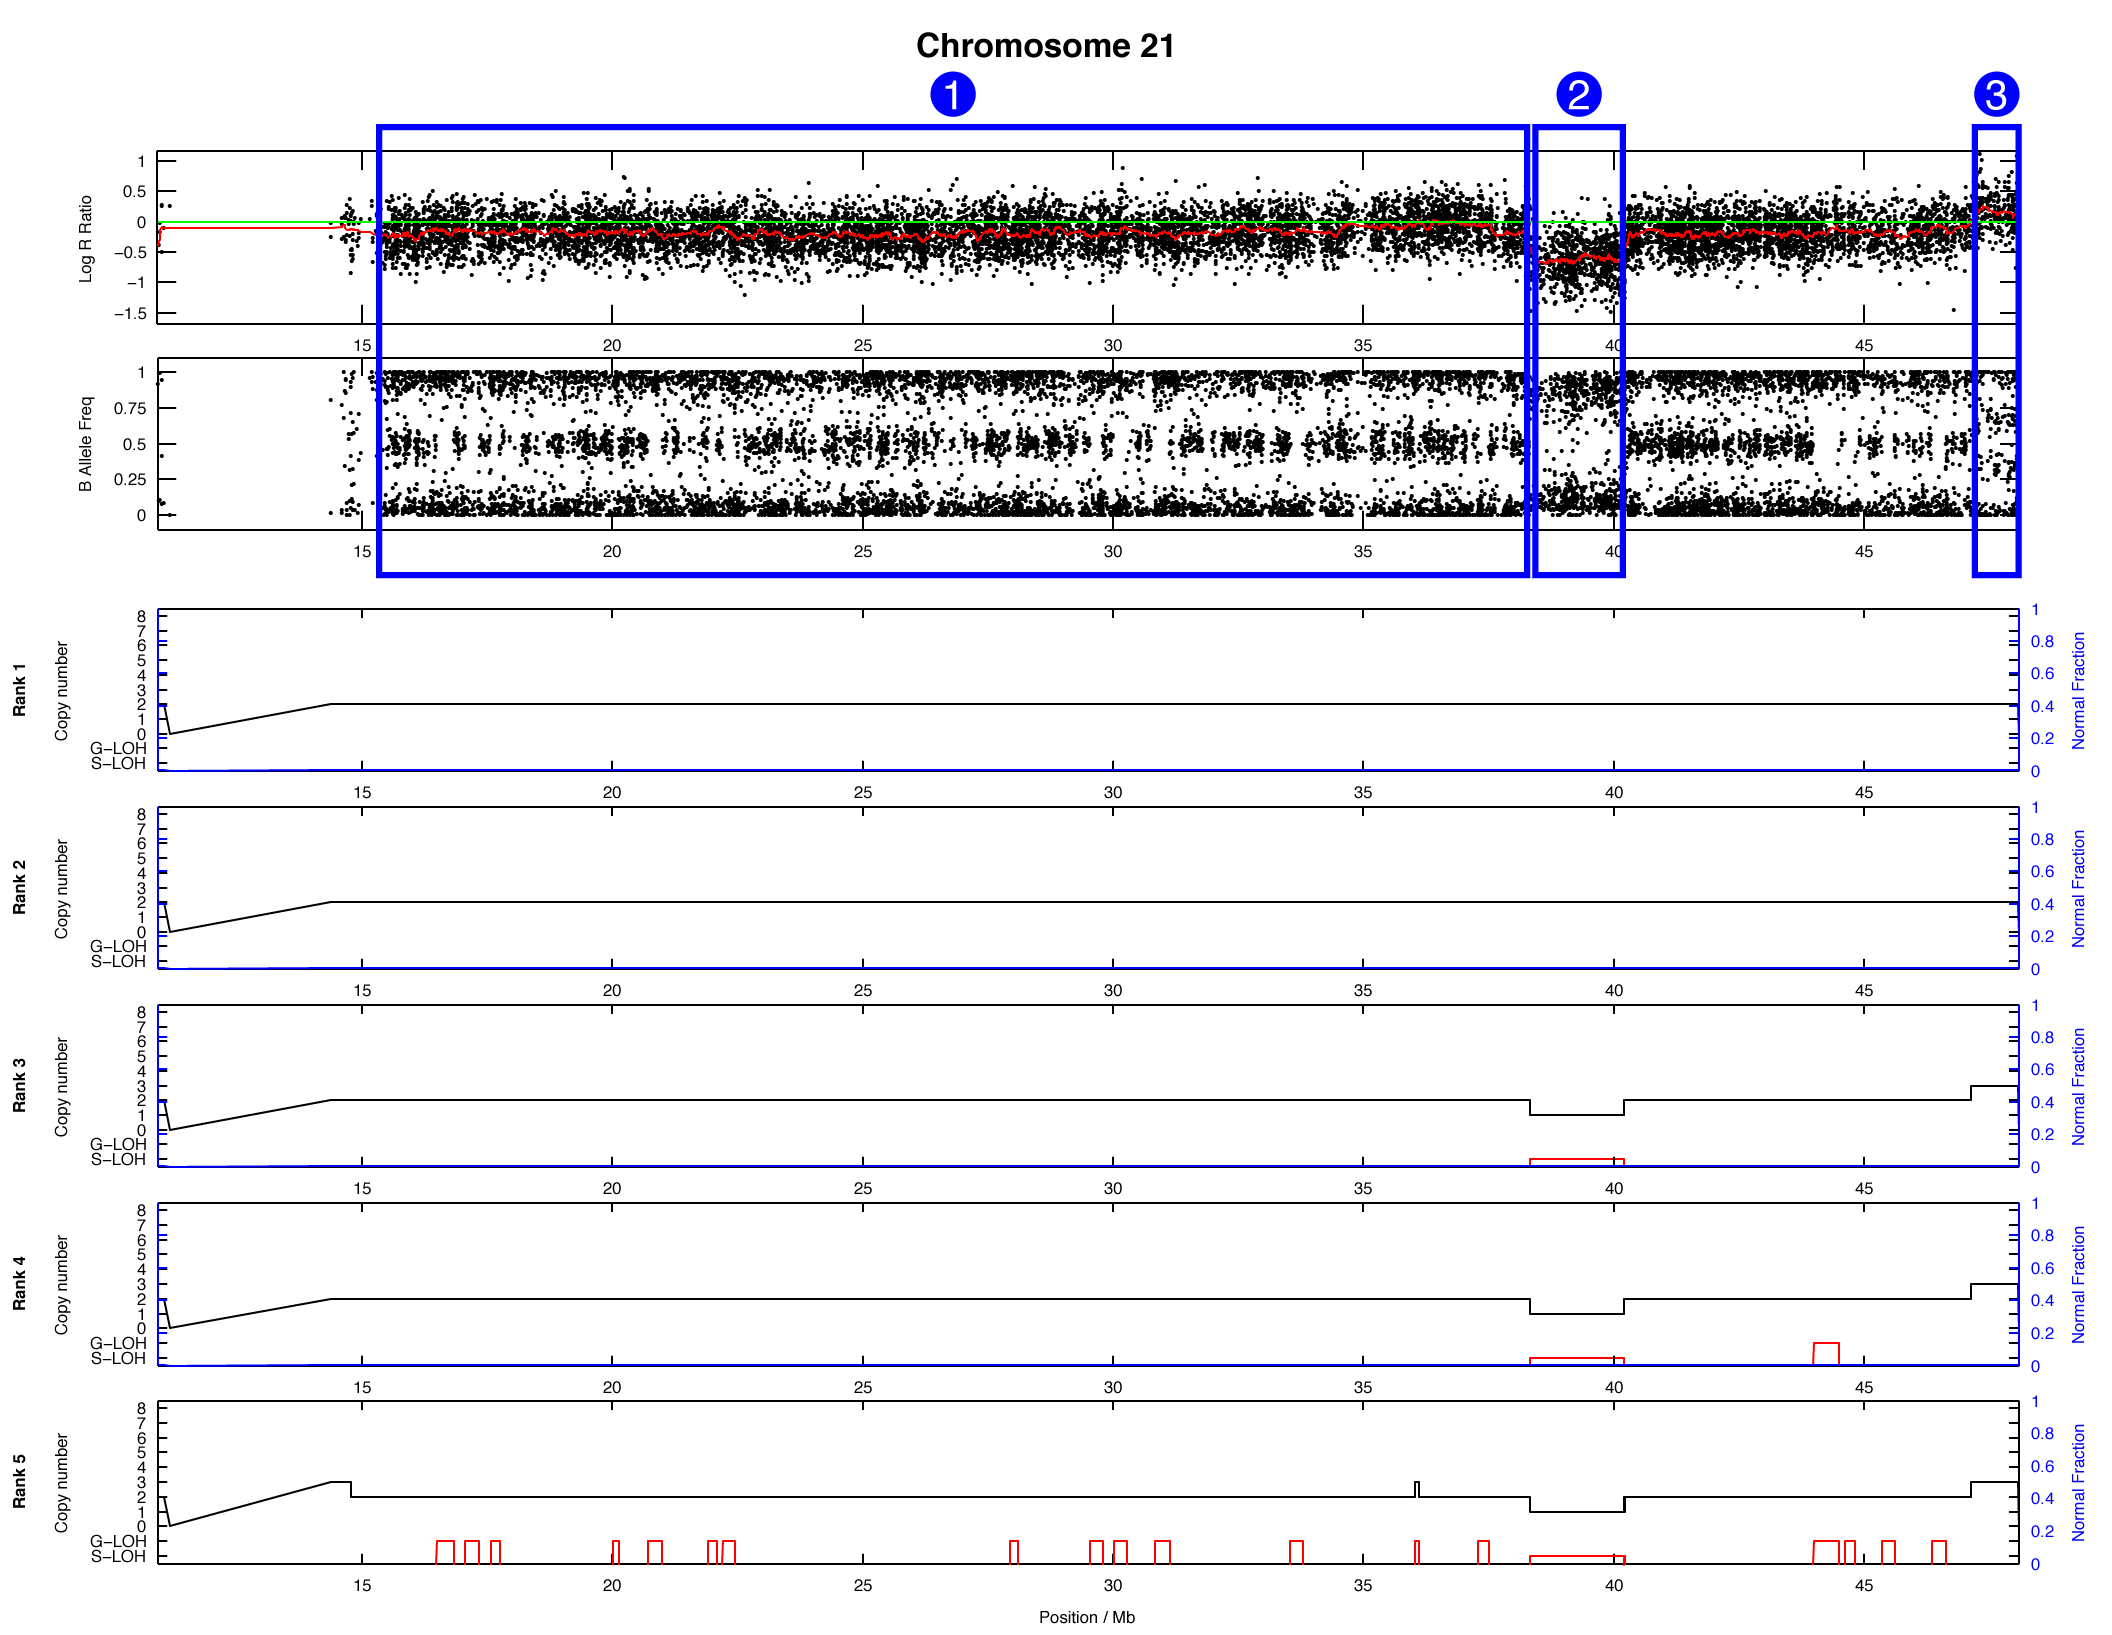 Chromosome 21
1 2 3
Log R Ratio
1
0.5
0
−0.5
−1
−1.5
15 20 25 30 35 40 45
B Allele Freq
1
0.75
0.5
0.25
0
15 20 25 30 35 40 45
Rank 1
Copy number
8
7
6
5
4
3
2
1
0
G−LOH
S−LOH
1
0.8
0.6
0.4
0.2
0
Normal Fraction
15 20 25 30 35 40 45
Rank 2
Copy number
8
7
6
5
4
3
2
1
0
G−LOH
S−LOH
1
0.8
0.6
0.4
0.2
0
Normal Fraction
15 20 25 30 35 40 45
Rank 3
Copy number
8
7
6
5
4
3
2
1
0
G−LOH
S−LOH
1
0.8
0.6
0.4
0.2
0
Normal Fraction
15 20 25 30 35 40 45
Rank 4
Copy number
8
7
6
5
4
3
2
1
0
G−LOH
S−LOH
1
0.8
0.6
0.4
0.2
0
Normal Fraction
15 20 25 30 35 40 45
Rank 5
Copy number
8
7
6
5
4
3
2
1
0
G−LOH
S−LOH
1
0.8
0.6
0.4
0.2
0
Normal Fraction
15 20 25 30 35 40 45
Position / Mb